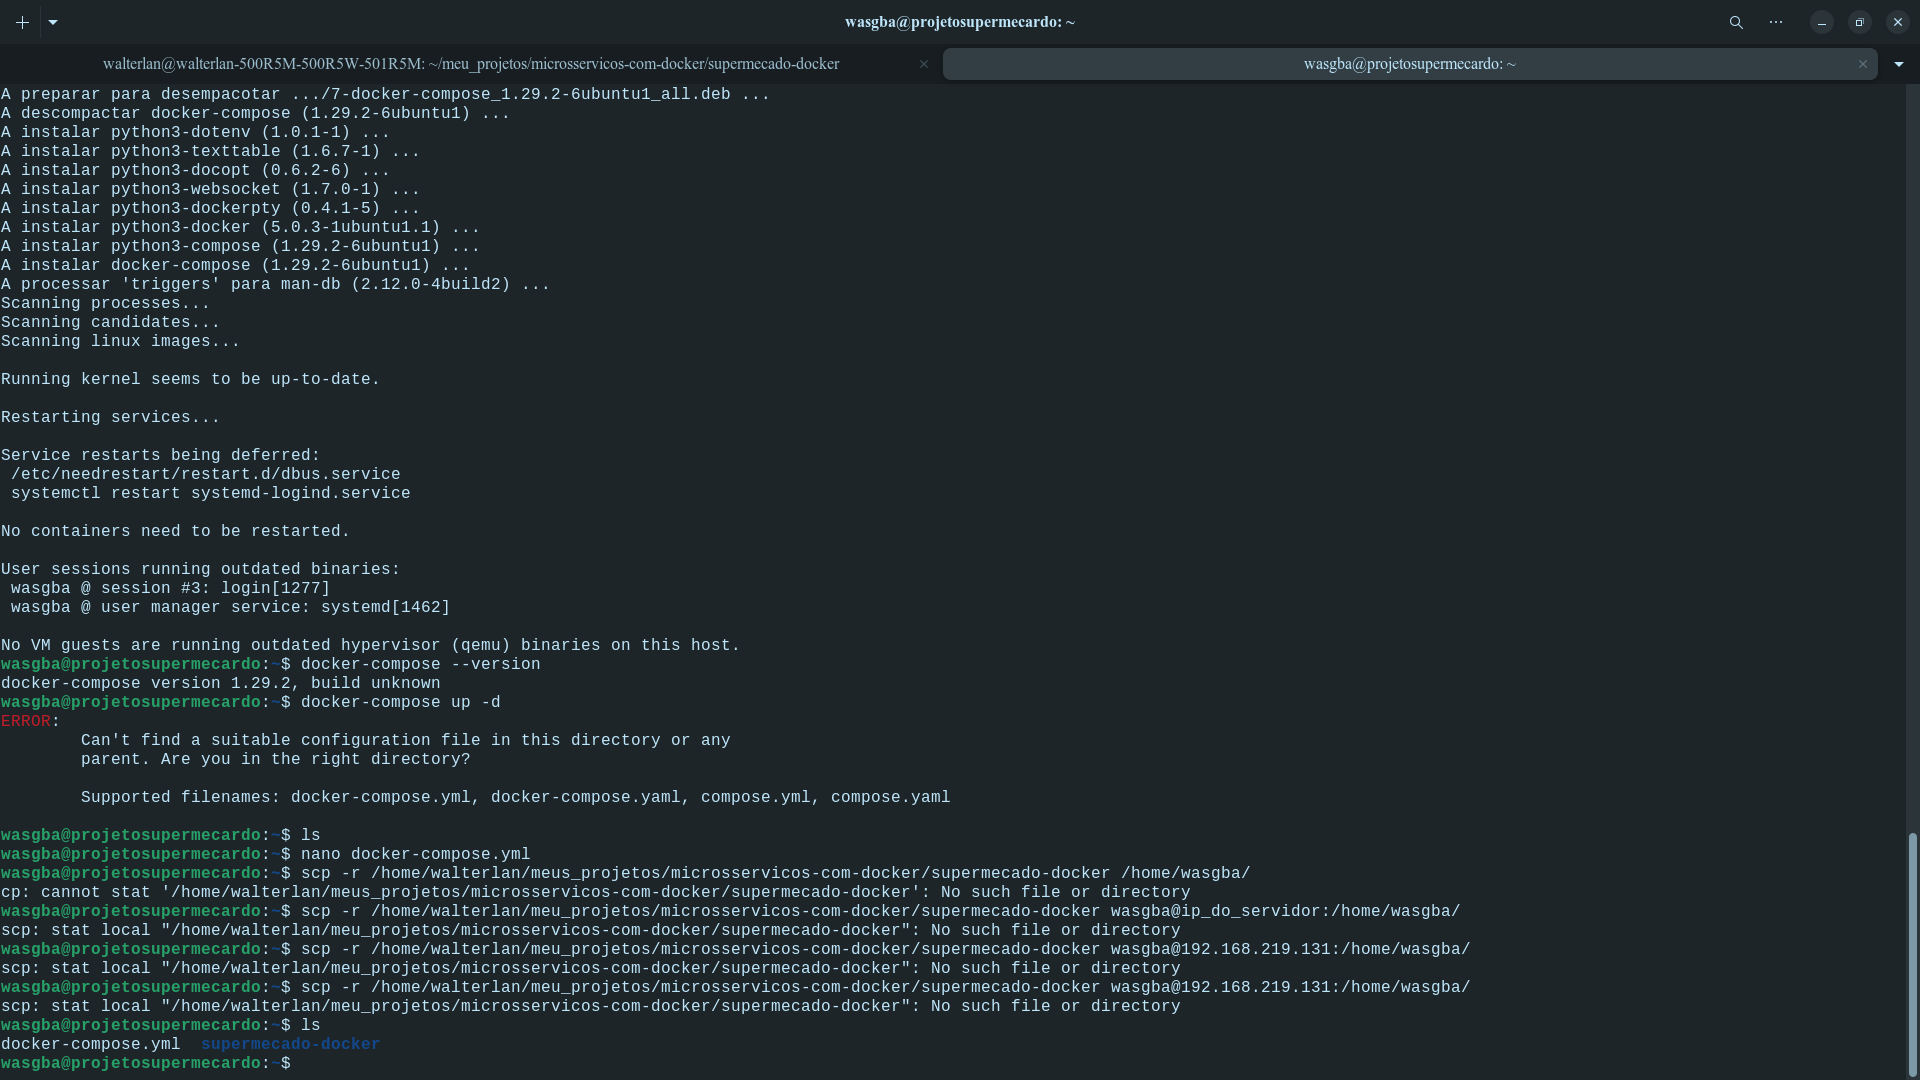 wasgba@projetosupermecardo: ~
walterlan@walterlan-500R5M-500R5W-501R5M: ~/meu_projetos/microsservicos-com-docker/supermecado-docker
wasgba@projetosupermecardo: ~
A preparar para desempacotar .../7-docker-compose_1.29.2-6ubuntu1_all.deb ...
A descompactar docker-compose (1.29.2-6ubuntu1) ...
A instalar python3-dotenv (1.0.1-1) ...
A instalar python3-texttable (1.6.7-1) ...
A instalar python3-docopt (0.6.2-6) ...
A instalar python3-websocket (1.7.0-1) ...
A instalar python3-dockerpty (0.4.1-5) ...
A instalar python3-docker (5.0.3-1ubuntu1.1) ...
A instalar python3-compose (1.29.2-6ubuntu1) ...
A instalar docker-compose (1.29.2-6ubuntu1) ...
A processar 'triggers' para man-db (2.12.0-4build2) ...
Scanning processes...
Scanning candidates...
Scanning linux images...
Running kernel seems to be up-to-date.
Restarting services...
Service restarts being deferred:
 /etc/needrestart/restart.d/dbus.service
 systemctl restart systemd-logind.service
No containers need to be restarted.
User sessions running outdated binaries:
 wasgba @ session #3: login[1277]
 wasgba @ user manager service: systemd[1462]
No VM guests are running outdated hypervisor (qemu) binaries on this host.
wasgba@projetosupermecardo:~$ docker-compose --version
docker-compose version 1.29.2, build unknown
wasgba@projetosupermecardo:~$ docker-compose up -d
ERROR:
        Can't find a suitable configuration file in this directory or any
        parent. Are you in the right directory?
        Supported filenames: docker-compose.yml, docker-compose.yaml, compose.yml, compose.yaml
wasgba@projetosupermecardo:~$ ls
wasgba@projetosupermecardo:~$ nano docker-compose.yml
wasgba@projetosupermecardo:~$ scp -r /home/walterlan/meus_projetos/microsservicos-com-docker/supermecado-docker /home/wasgba/
cp: cannot stat '/home/walterlan/meus_projetos/microsservicos-com-docker/supermecado-docker': No such file or directory
wasgba@projetosupermecardo:~$ scp -r /home/walterlan/meu_projetos/microsservicos-com-docker/supermecado-docker wasgba@ip_do_servidor:/home/wasgba/
scp: stat local "/home/walterlan/meu_projetos/microsservicos-com-docker/supermecado-docker": No such file or directory
wasgba@projetosupermecardo:~$ scp -r /home/walterlan/meu_projetos/microsservicos-com-docker/supermecado-docker wasgba@192.168.219.131:/home/wasgba/
scp: stat local "/home/walterlan/meu_projetos/microsservicos-com-docker/supermecado-docker": No such file or directory
wasgba@projetosupermecardo:~$ scp -r /home/walterlan/meu_projetos/microsservicos-com-docker/supermecado-docker wasgba@192.168.219.131:/home/wasgba/
scp: stat local "/home/walterlan/meu_projetos/microsservicos-com-docker/supermecado-docker": No such file or directory
wasgba@projetosupermecardo:~$ ls
docker-compose.yml  supermecado-docker
wasgba@projetosupermecardo:~$